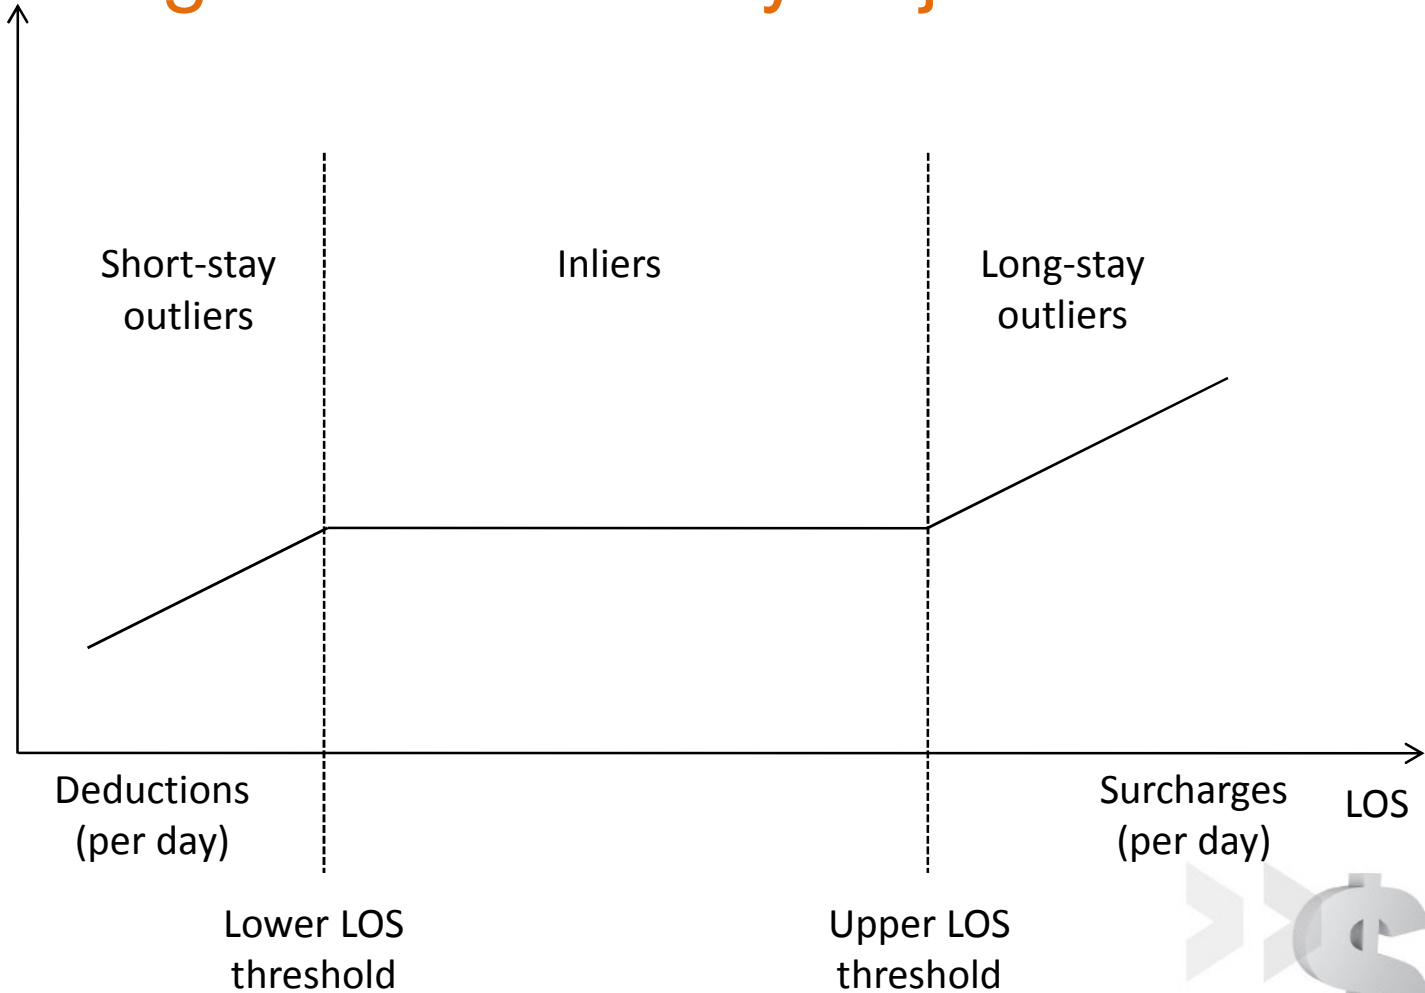 Short-stay
outliers
Inliers
Long-stay
outliers
Deductions
(per day)
Surcharges
(per day)
LOS
Lower LOS
threshold
Upper LOS
threshold